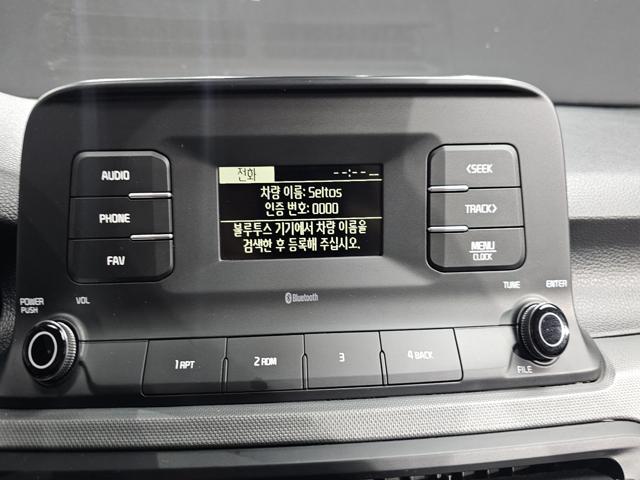 AUDIO
PHONE
FAV
전화
--:--
차량 이름: Seltos
인증 번호: 0000
블루투스 기기에서 차량 이름을
검색한 후 등록해 주십시오.
<SEEK
TRACK>
MENU
CLOCK
Bluetooth
POWER
PUSH
VOL
TUNE
ENTER
FILE
1 RPT
2 RDM
3
4 BACK